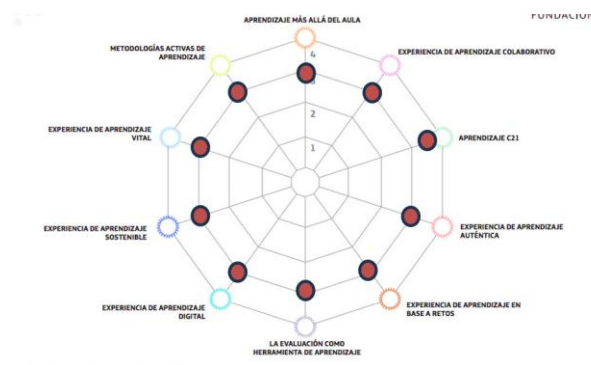 FUNDACIÓN
APRENDIZAJE MÁS ALLÁ DEL AULA
METODOLOGÍAS ACTIVAS DE
APRENDIZAJE
EXPERIENCIA DE APRENDIZAJE COLABORATIVO
4
3
2
1
EXPERIENCIA DE APRENDIZAJE
VITAL
APRENDIZAJE C21
EXPERIENCIA DE APRENDIZAJE
SOSTENIBLE
EXPERIENCIA DE APRENDIZAJE
AUTÉNTICA
EXPERIENCIA DE APRENDIZAJE
DIGITAL
EXPERIENCIA DE APRENDIZAJE EN
BASE A RETOS
LA EVALUACIÓN COMO
HERRAMIENTA DE APRENDIZAJE